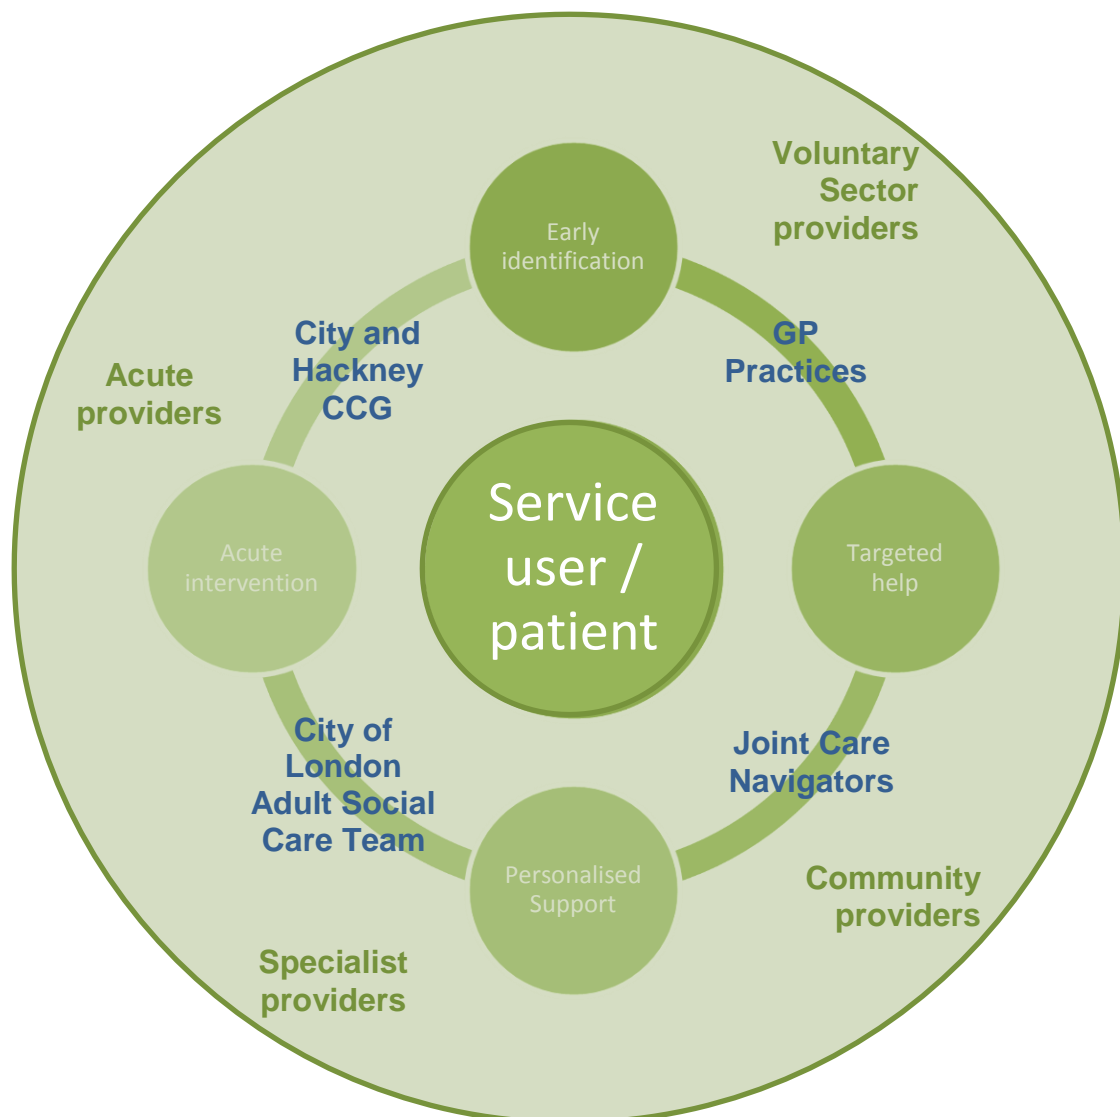 Voluntary
Sector
providers
Early
identification
City and
Hackney
CCG
GP
Practices
Acute
providers
Service
user /
patient
Acute
intervention
Targeted
help
City of
London
Adult Social
Care Team
Joint Care
Navigators
Personalised
Support
Community
providers
Specialist
providers